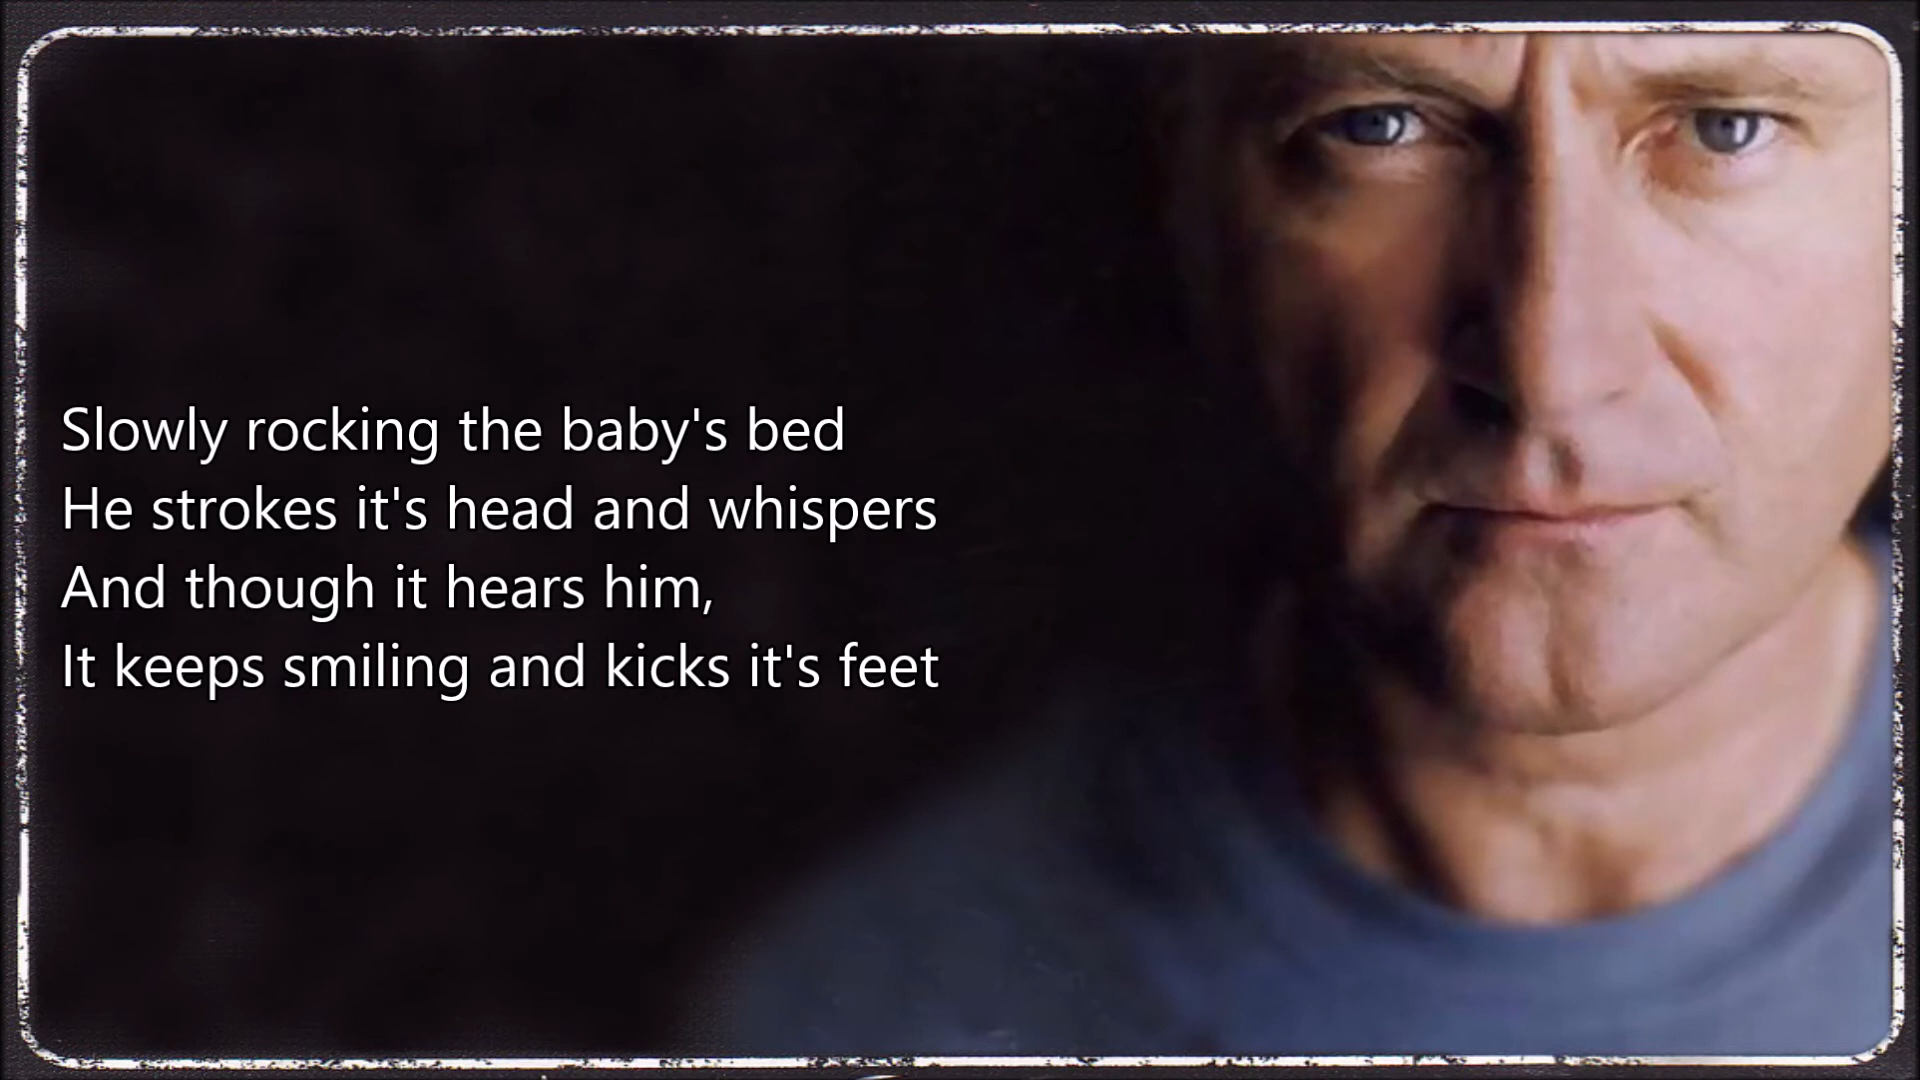 Slowly rocking the baby's bed
He strokes it's head and whispers
And though it hears him,
It keeps smiling and kicks it's feet